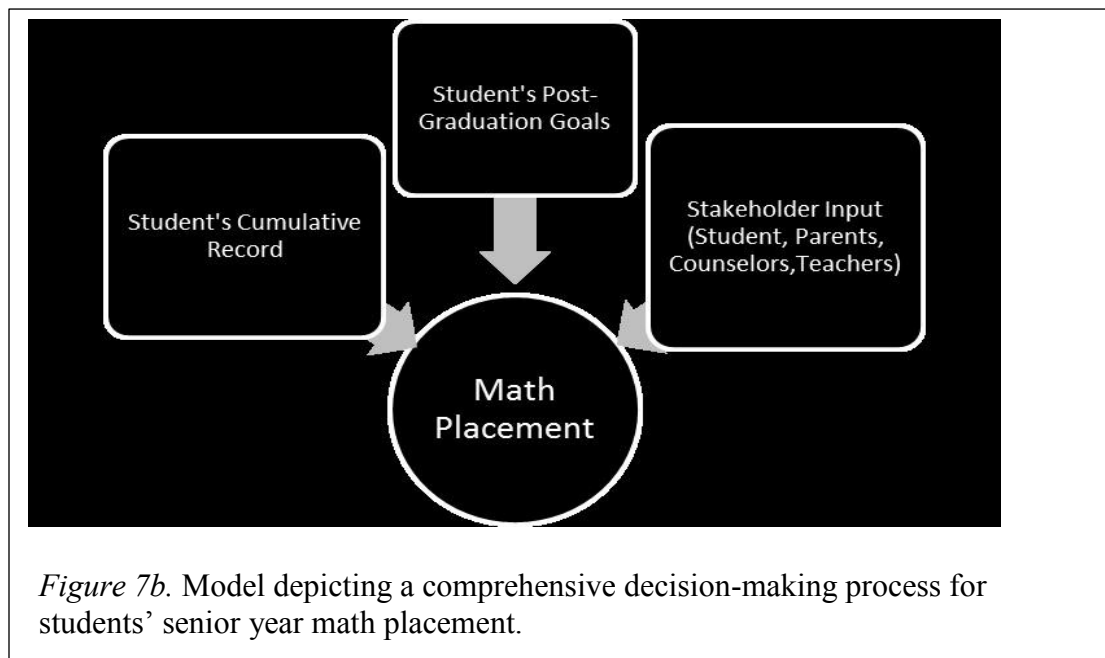 Student's Post-
Graduation Goals
Student's Cumulative
Record
Stakeholder Input
(Student, Parents,
Counselors,Teachers)
Math
Placement
Figure 7b. Model depicting a comprehensive decision-making process for
students’ senior year math placement.